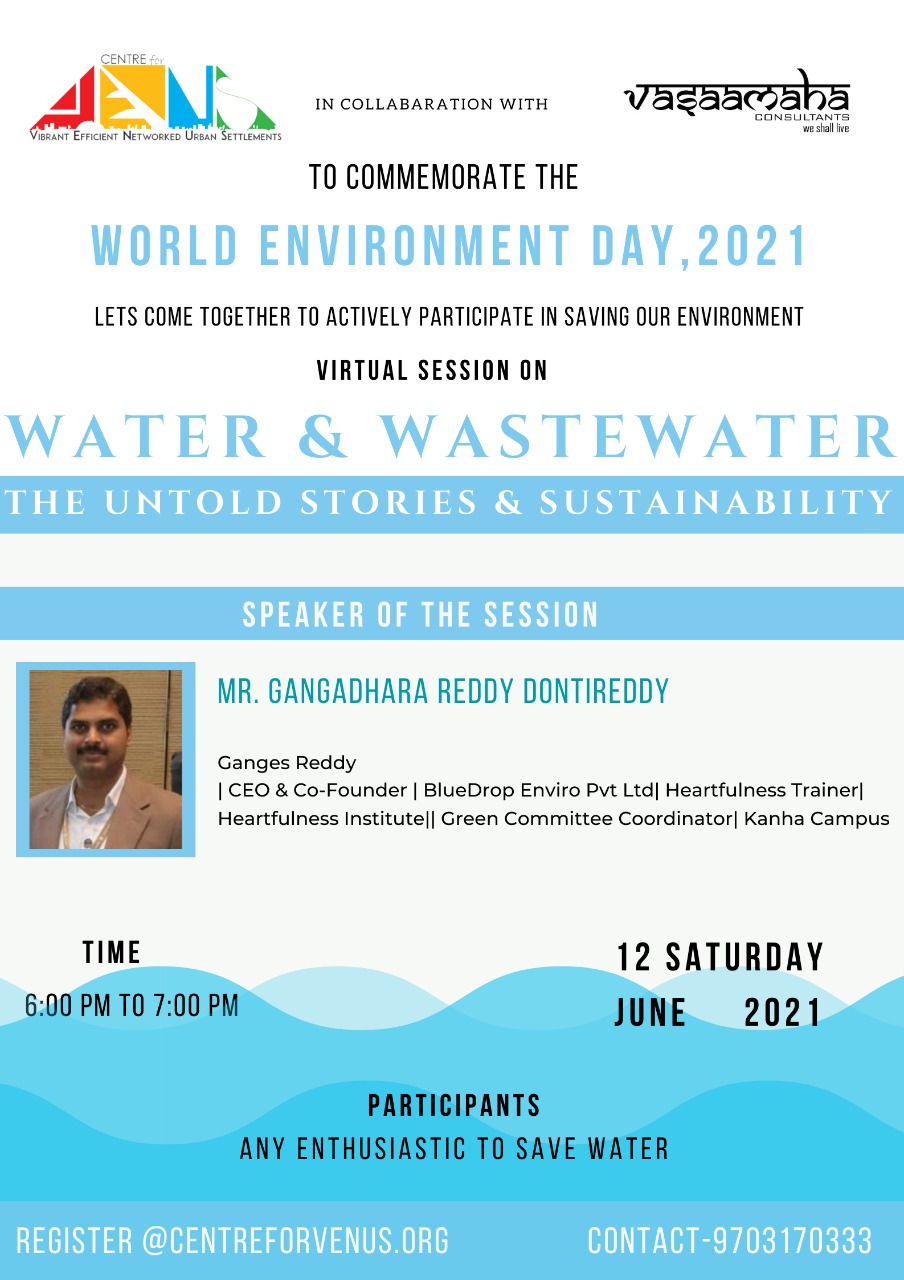 CENTRE for
VENUS
VIBRANT EFFICIENT NETWORKED URBAN SETTLEMENTS
IN COLLABARATION WITH
vasaamaha
CONSULTANTS
we shall live
TO COMMEMORATE THE
WORLD ENVIRONMENT DAY,2021
LETS COME TOGETHER TO ACTIVELY PARTICIPATE IN SAVING OUR ENVIRONMENT
VIRTUAL SESSION ON
WATER & WASTEWATER
THE UNTOLD STORIES & SUSTAINABILITY
SPEAKER OF THE SESSION
MR. GANGADHARA REDDY DONTIREDDY
Ganges Reddy
| CEO & Co-Founder | BlueDrop Enviro Pvt Ltd| Heartfulness Trainer|
Heartfulness Institute|| Green Committee Coordinator| Kanha Campus
TIME
6:00 PM TO 7:00 PM
12 SATURDAY
JUNE 2021
PARTICIPANTS
ANY ENTHUSIASTIC TO SAVE WATER
REGISTER @CENTREFORVENUS.ORG
CONTACT-9703170333